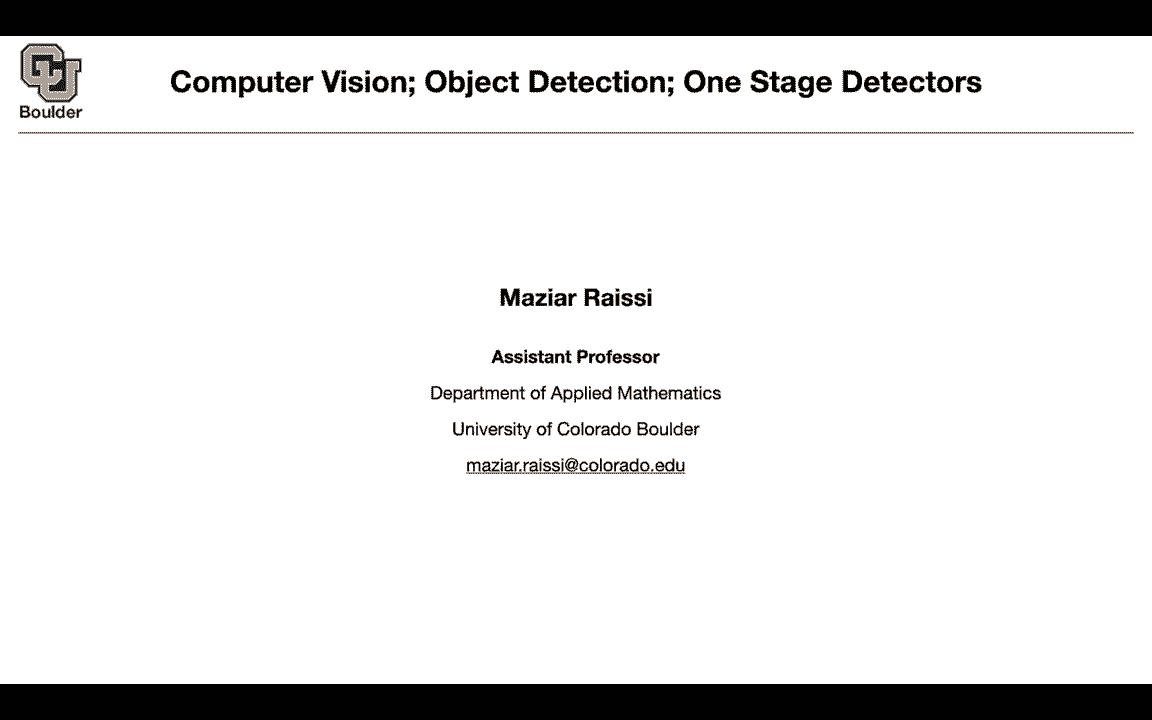 CU
Boulder
Computer Vision; Object Detection; One Stage Detectors
Maziar Raissi
Assistant Professor
Department of Applied Mathematics
University of Colorado Boulder
maziar.raissi@colorado.edu